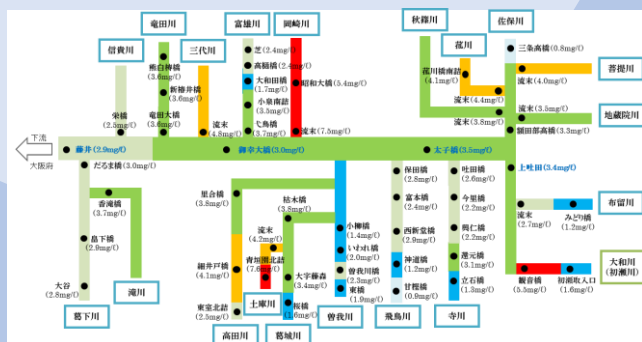 竜田川
富雄川
岡崎川
秋篠川
佐保川
信貴川
三代川
菰川
菩提川
地蔵院川
布留川
大和川
(初瀬川)
芝(2.4mg/ℓ)
高樋橋(2.4mg/ℓ)
大和田橋
(1.7mg/ℓ)
小泉南詰
(3.5mg/ℓ)
弋鳥橋
(3.7mg/ℓ)
(3.6mg/ℓ)
新椿井橋
(3.6mg/ℓ)
竜田大橋
(3.6mg/ℓ)
栄橋
(2.5mg/ℓ)
流末
(4.8mg/ℓ)
昭和大橋(5.4mg/ℓ)
流末(7.5mg/ℓ)
三条高橋(0.8mg/ℓ)
菰川橋南詰
(4.1mg/ℓ)
流末
(4.4mg/ℓ)
流末(4.0mg/ℓ)
流末
(3.8mg/ℓ)
流末(3.5mg/ℓ)
額田部高橋(3.3mg/ℓ)
下流
大阪府
藤井(2.9mg/ℓ)
御幸大橋(3.0mg/ℓ)
太子橋(3.5mg/ℓ)
上吐田(3.4mg/ℓ)
だるま橋(3.0mg/ℓ)
香滝橋
(3.7mg/ℓ)
畠下橋
(2.9mg/ℓ)
大谷
(2.8mg/ℓ)
葛下川
滝川
里合橋
(3.8mg/ℓ)
細井戸橋
(4.1mg/ℓ)
東室北詰
(2.5mg/ℓ)
高田川
流末
(4.2mg/ℓ)
青垣園北詰
(7.6mg/ℓ)
土庫川
枯木橋
(3.8mg/ℓ)
大字藤森
(3.4mg/ℓ)
桜橋
(1.6mg/ℓ)
葛城川
小柳橋
(1.4mg/ℓ)
いわれ橋
(2.0mg/ℓ)
曽我川橋
(2.3mg/ℓ)
東橋
(1.9mg/ℓ)
曽我川
保田橋
(2.8mg/ℓ)
富本橋
(2.4mg/ℓ)
西新堂橋
(2.9mg/ℓ)
神道橋
(1.2mg/ℓ)
甘樫橋
(0.9mg/ℓ)
飛鳥川
吐田橋
(2.6mg/ℓ)
今里橋
(2.2mg/ℓ)
興仁橋
(2.2mg/ℓ)
還元橋
(3.1mg/ℓ)
立石橋
(1.3mg/ℓ)
寺川
流末
(2.7mg/ℓ)
みどり橋
(1.2mg/ℓ)
観音橋
(5.5mg/ℓ)
初瀬取入口
(1.6mg/ℓ)